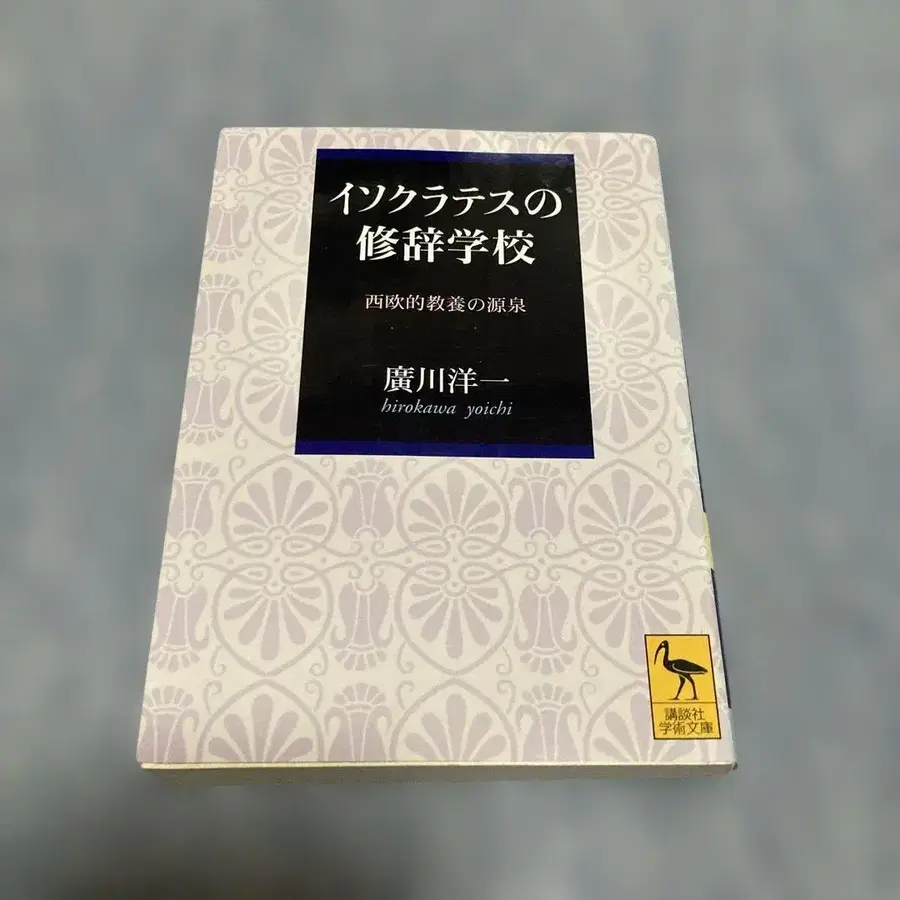 イソクラテスの
修辞学校
西欧的教養の源泉
廣川洋一
hirokawa yoichi
講談社
学術文庫